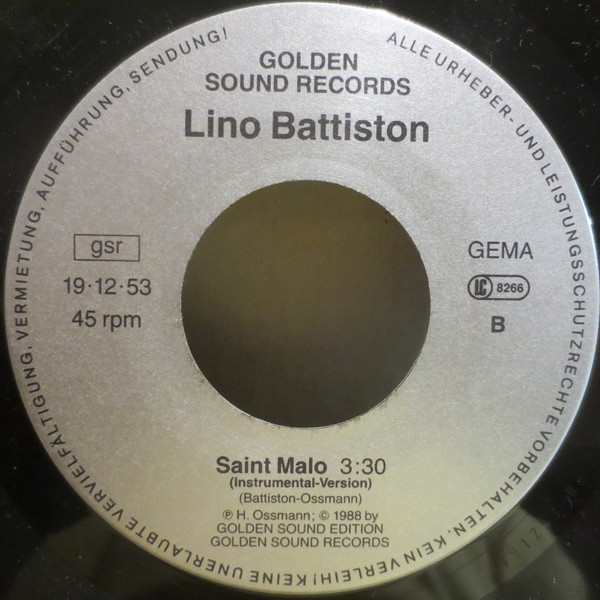 ALLE URHEBER- UND LEISTUNGSSCHUTZRECHTE VORBEHALTEN. KEIN VERLEIH! KEINE UNERLAUBTE VERVIELFÄLTIGUNG, VERMIETUNG, AUFFÜHRUNG, SENDUNG!
GOLDEN
SOUND RECORDS
Lino Battiston
gsr
19·12·53
45 rpm
GEMA
LC 8266
B
Saint Malo 3:30
(Instrumental-Version)
(Battiston-Ossmann)
℗ H. Ossmann; © 1988 by
GOLDEN SOUND EDITION
GOLDEN SOUND RECORDS